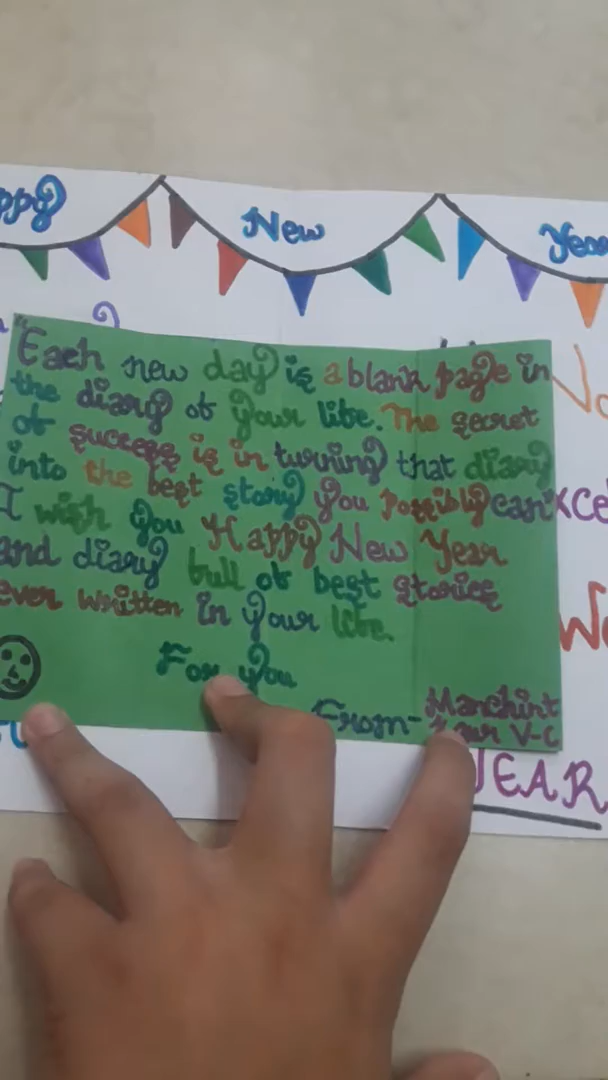 ppy New Year
"Each new day is a blank page in
the diary of your life. The secret
of success is in turning that diary
into the best story you possibly can"
I wish you Happy New Year
and diary full of best stories
ever written in your life.
For you
From- Manchint
V-C
YEAR